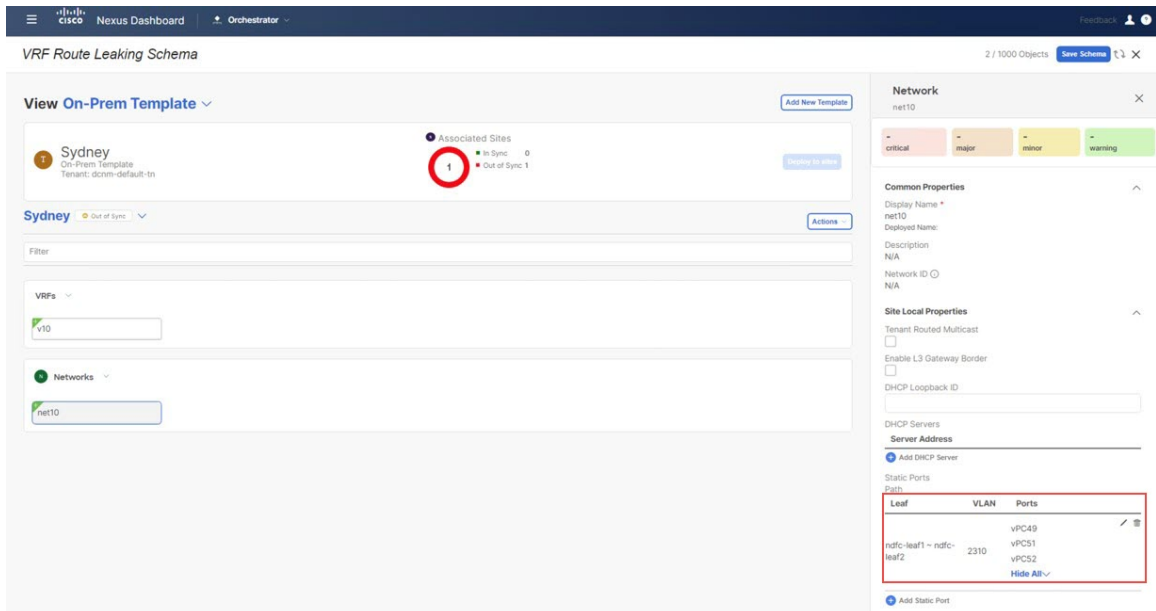 cisco Nexus Dashboard Orchestrator Feedback
VRF Route Leaking Schema
2 / 1000 Objects Save Schema
View On-Prem Template
Add New Template
T
Sydney
On-Prem Template
Tenant: dcnm-default-tn
Associated Sites
1
In Sync 0
Out of Sync 1
Deploy to sites
Sydney Out of Sync
Actions
Filter
VRFs
v10
N Networks
net10
Network
net10
- critical
- major
- minor
- warning
Common Properties
Display Name *
net10
Deployed Name:
Description
N/A
Network ID
N/A
Site Local Properties
Tenant Routed Multicast
Enable L3 Gateway Border
DHCP Loopback ID
DHCP Servers
Server Address
Add DHCP Server
Static Ports
Path
Leaf VLAN Ports
ndfc-leaf1 ~ ndfc-
leaf2
2310
vPC49
vPC51
vPC52
Hide All
Add Static Port